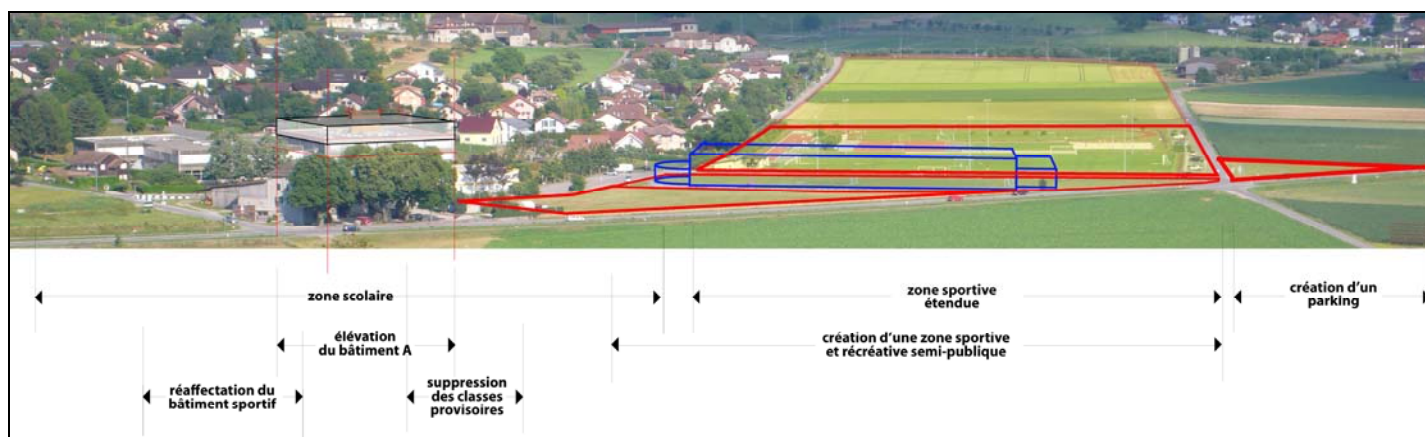 zone scolaire
zone sportive
étendue
création d'un
parking
élévation
du bâtiment A
création d'une zone sportive
et récréative semi-publique
réaffectation du
bâtiment sportif
suppression
des classes
provisoires